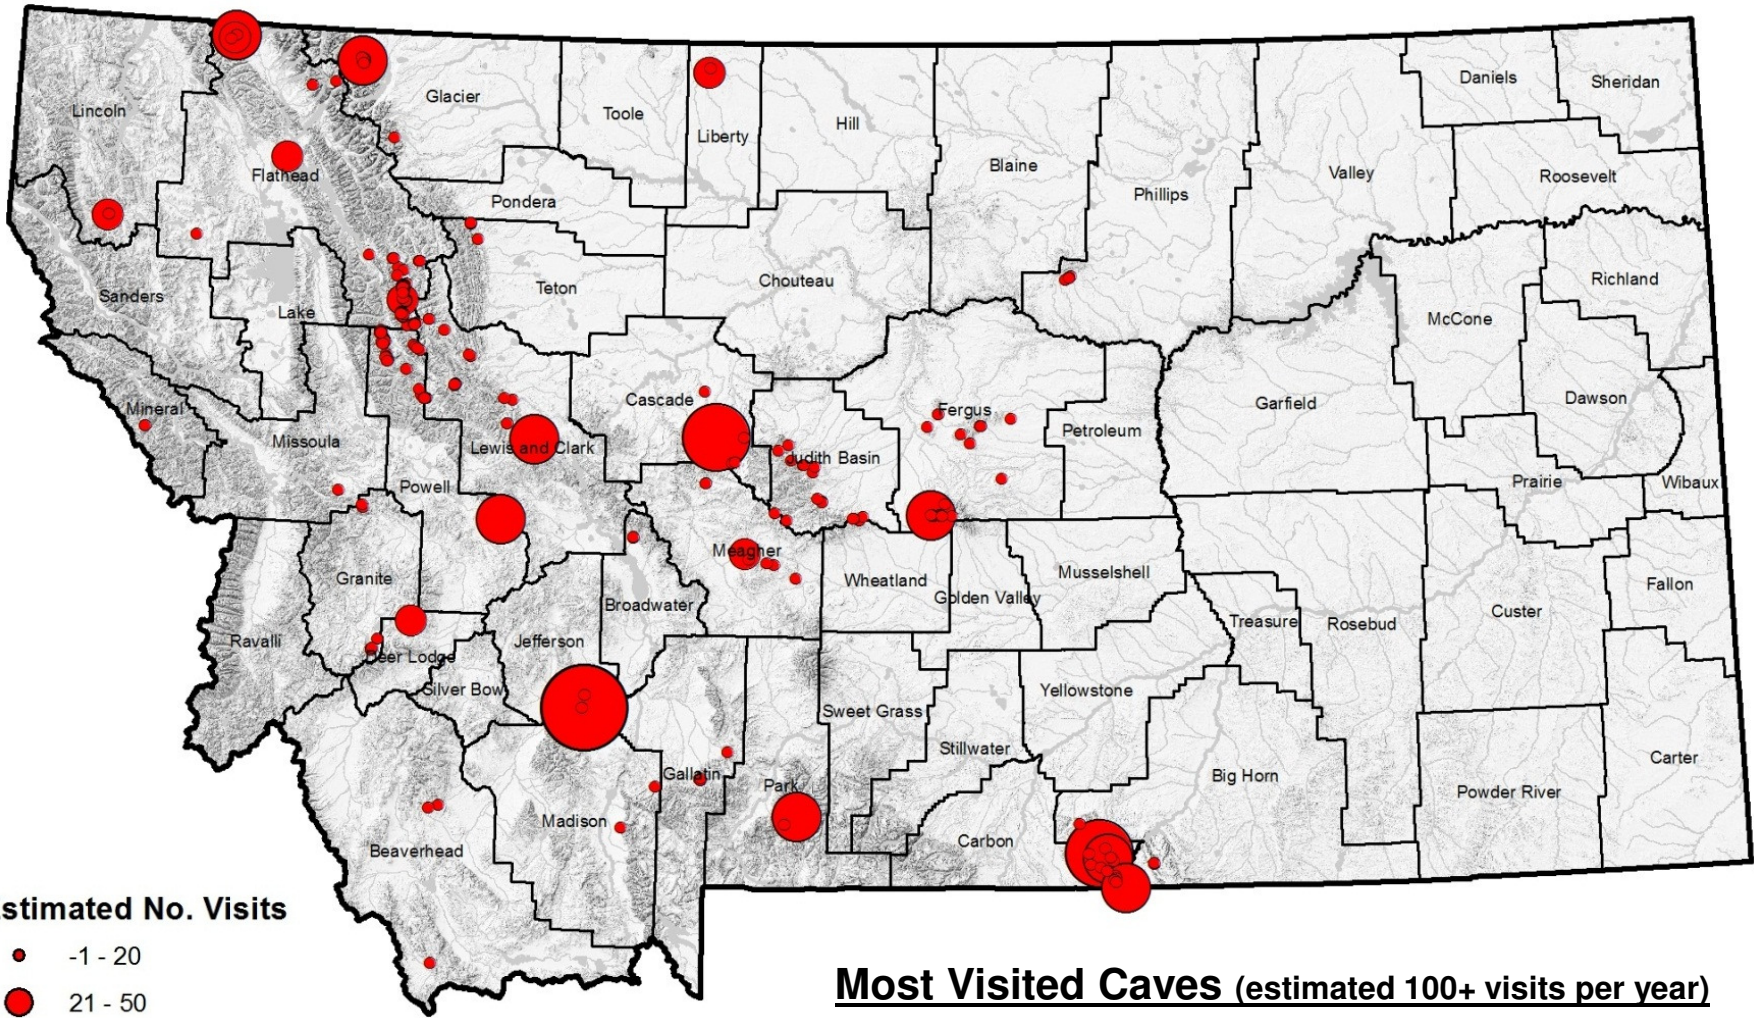 Daniels
Sheridan
Lincoln
Glacier
Toole
Liberty
Hill
Blaine
Phillips
Valley
Roosevelt
Flathead
Pondera
Sanders
Lake
Teton
Chouteau
McCone
Richland
Mineral
Missoula
Cascade
Fergus
Petroleum
Garfield
Dawson
Lewis and Clark
Judith Basin
Powell
Prairie
Wibaux
Meagher
Granite
Wheatland
Golden Valley
Musselshell
Broadwater
Treasure
Rosebud
Custer
Fallon
Ravalli
Deer Lodge
Jefferson
Silver Bow
Sweet Grass
Yellowstone
Stillwater
Gallatin
Park
Big Horn
Carter
Powder River
Madison
Carbon
Beaverhead
stimated No. Visits
-1 - 20
21 - 50
Most Visited Caves (estimated 100+ visits per year)